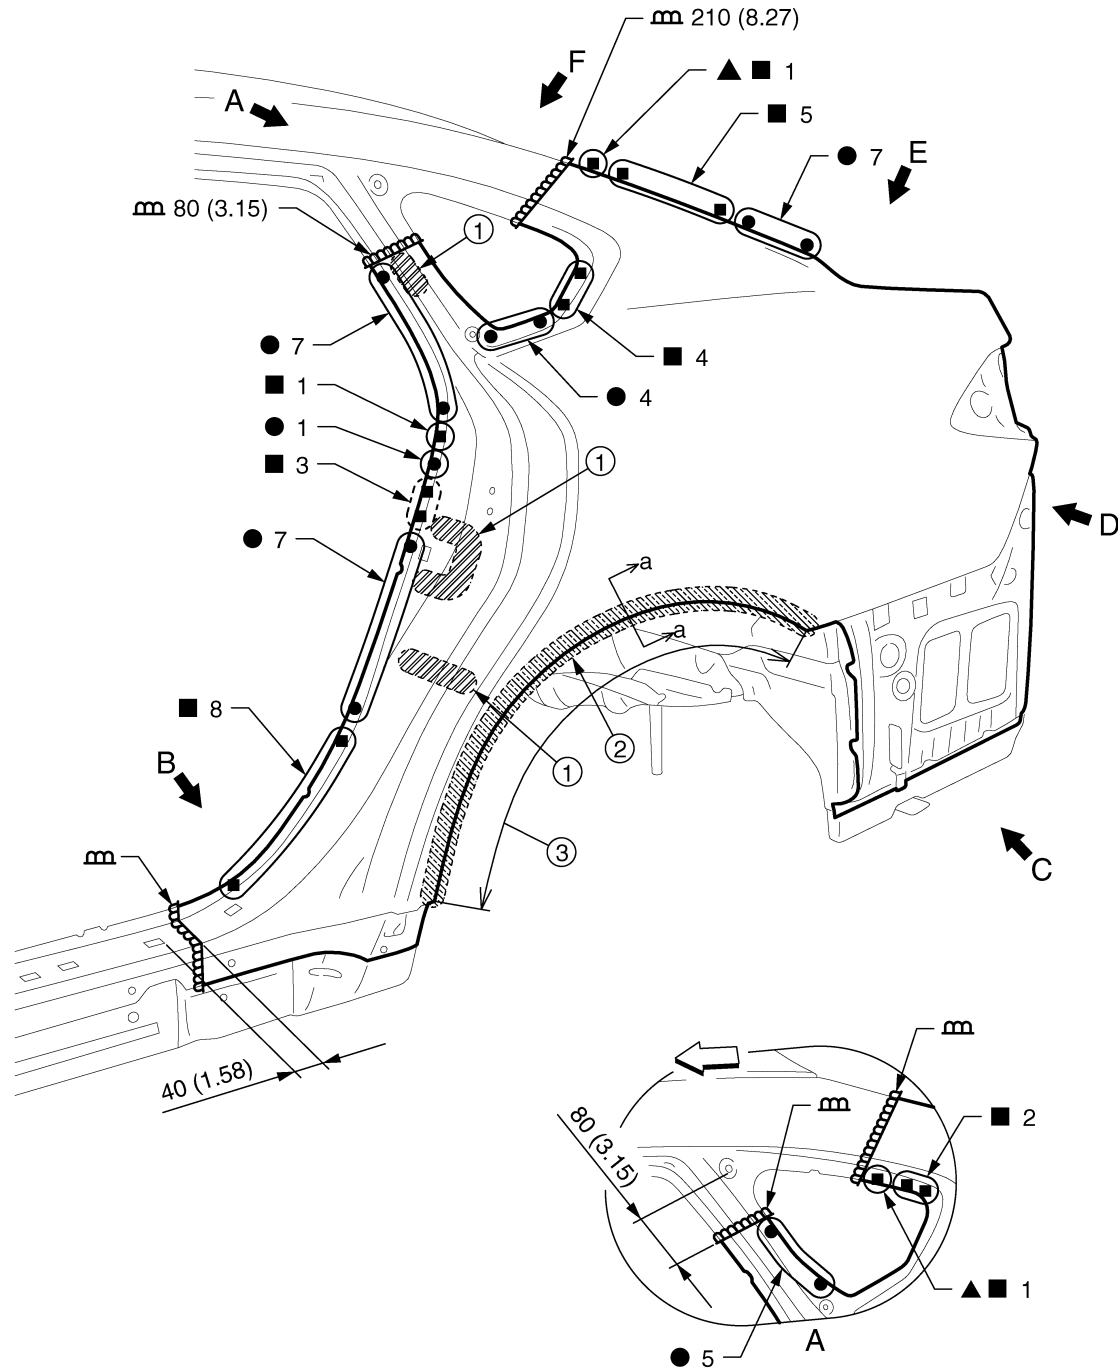 210 (8.27)
F
▲ ■ 1
A
■ 5
● 7
E
80 (3.15)
1
● 7
■ 4
■ 1
● 4
● 1
1
■ 3
D
● 7
a
a
■ 8
2
B
1
3
C
40 (1.58)
■ 2
80 (3.15)
▲ ■ 1
A
● 5